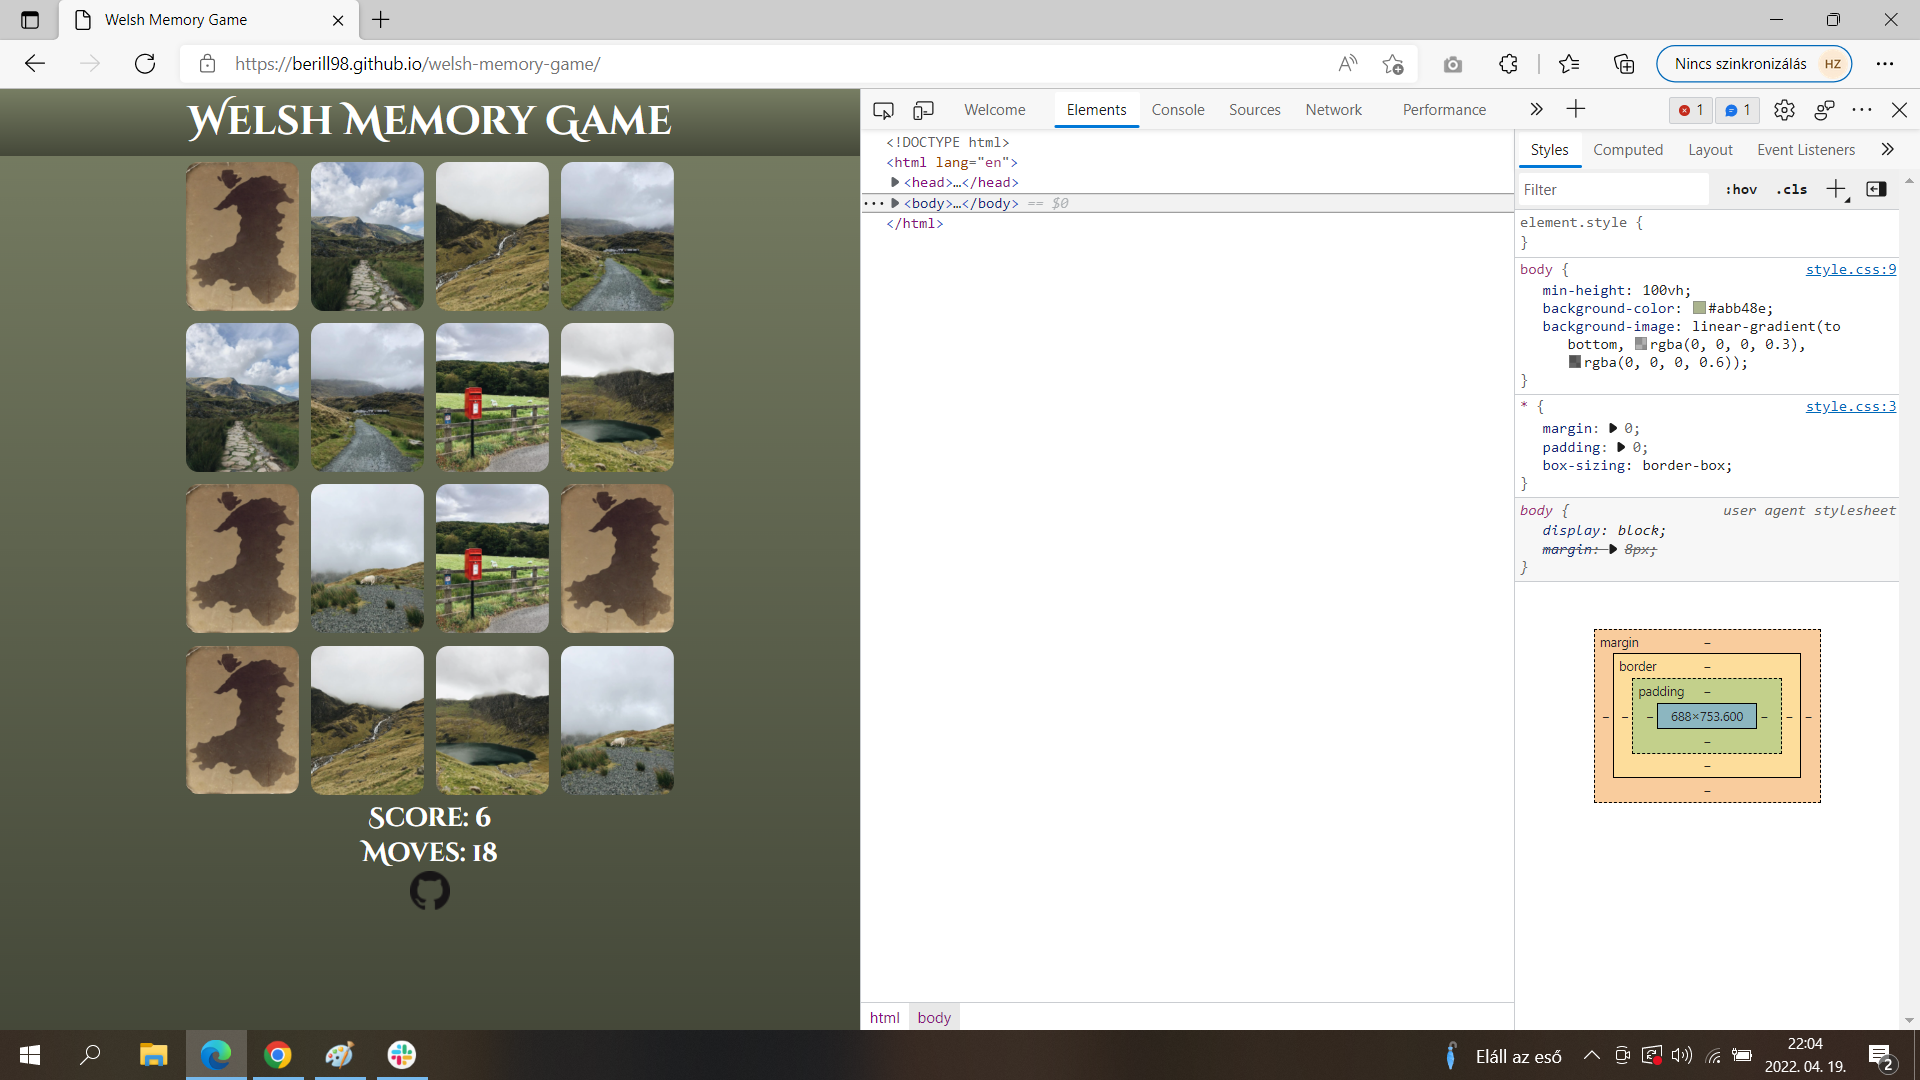 Welsh Memory Game
https://berill98.github.io/welsh-memory-game/
Nincs szinkronizálás HZ
Welsh Memory Game
Score: 6
Moves: 18
Welcome Elements Console Sources Network Performance 1 1
<!DOCTYPE html>
<html lang="en">
<head>…</head>
<body>…</body> == $0
</html>
html body
Styles Computed Layout Event Listeners
Filter :hov .cls
element.style {
}
body { style.css:9
min-height: 100vh;
background-color: #abb48e;
background-image: linear-gradient(to
bottom, rgba(0, 0, 0, 0.3),
rgba(0, 0, 0, 0.6));
}
* { style.css:3
margin: 0;
padding: 0;
box-sizing: border-box;
}
body { user agent stylesheet
display: block;
margin: 8px;
}
margin –
border –
padding –
– – – 688×753.600 – – –
–
–
–
Eláll az eső 22:04
2022. 04. 19. 2